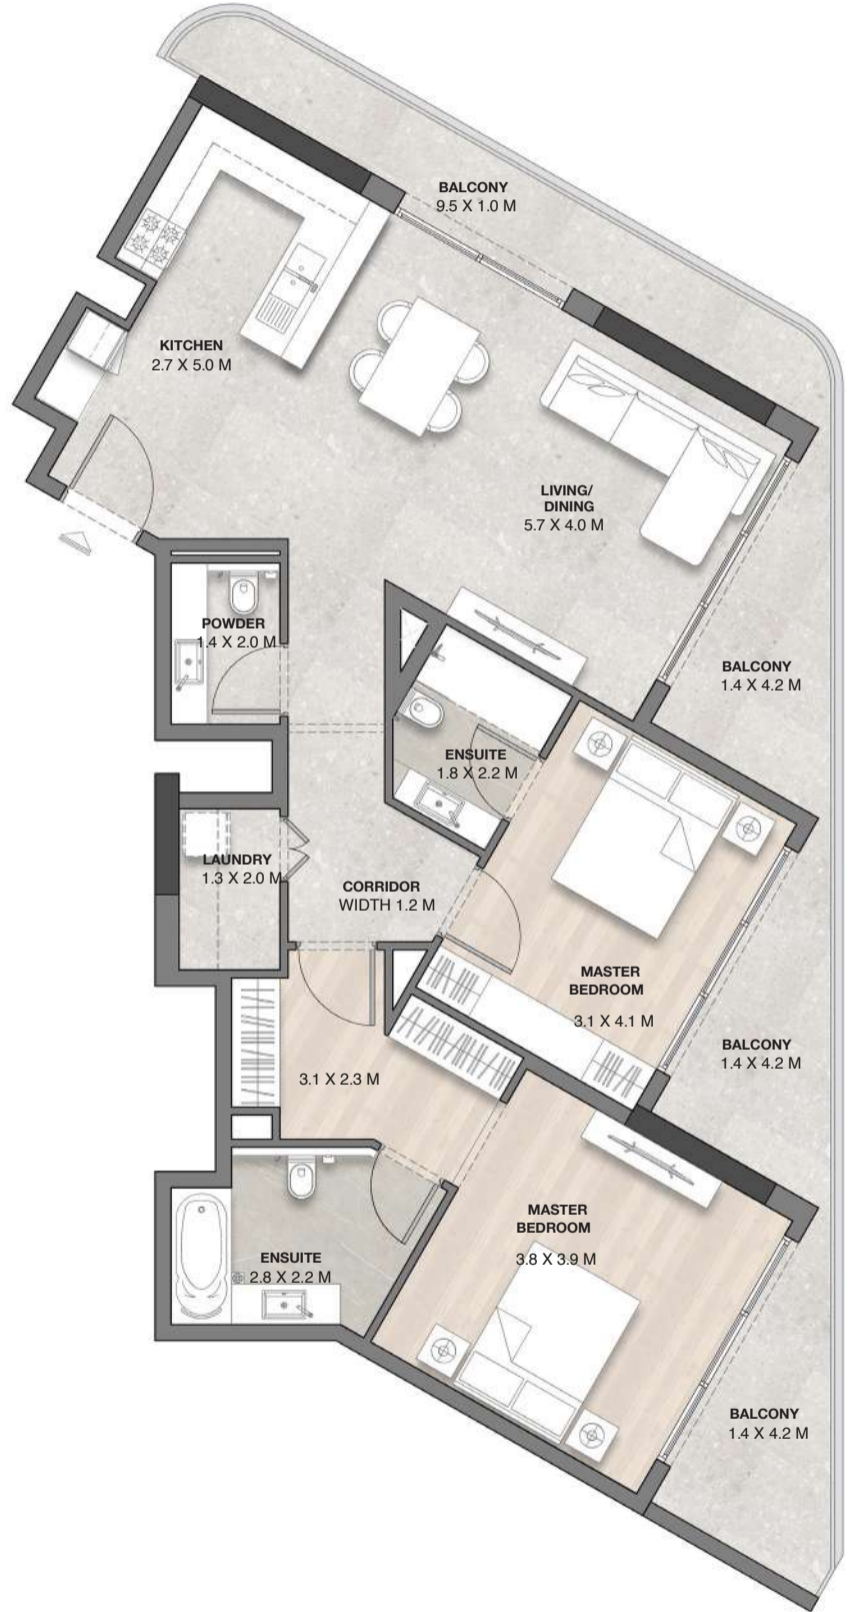 BALCONY
9.5 X 1.0 M
KITCHEN
2.7 X 5.0 M
LIVING/
DINING
5.7 X 4.0 M
POWDER
1.4 X 2.0 M
BALCONY
1.4 X 4.2 M
ENSUITE
1.8 X 2.2 M
LAUNDRY
1.3 X 2.0 M
CORRIDOR
WIDTH 1.2 M
MASTER
BEDROOM
3.1 X 4.1 M
BALCONY
1.4 X 4.2 M
3.1 X 2.3 M
MASTER
BEDROOM
3.8 X 3.9 M
ENSUITE
2.8 X 2.2 M
BALCONY
1.4 X 4.2 M